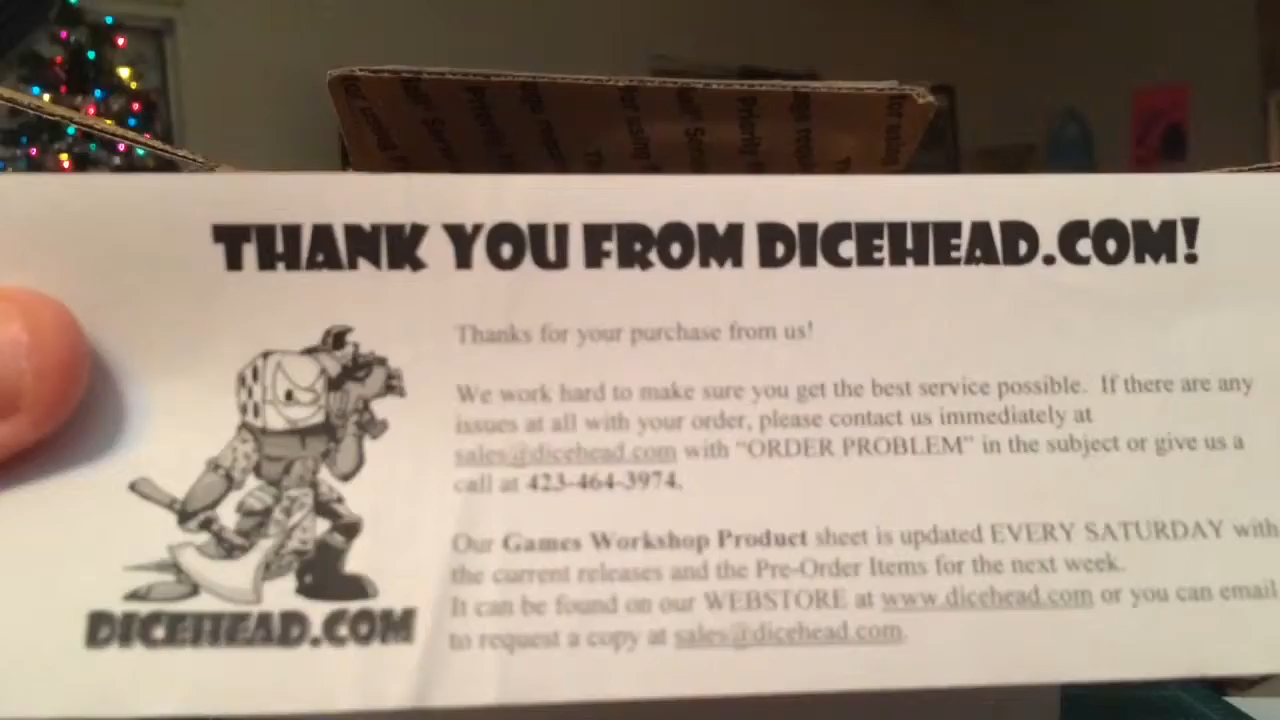 THANK YOU FROM DICEHEAD.COM!
Thanks for your purchase from us!
We work hard to make sure you get the best service possible. If there are any
issues at all with your order, please contact us immediately at
sales@dicehead.com with "ORDER PROBLEM" in the subject or give us a
call at 423-464-3974.
Our Games Workshop Product sheet is updated EVERY SATURDAY with
the current releases and the Pre-Order Items for the next week.
It can be found on our WEBSTORE at www.dicehead.com or you can email
to request a copy at sales@dicehead.com.
DICEHEAD.COM